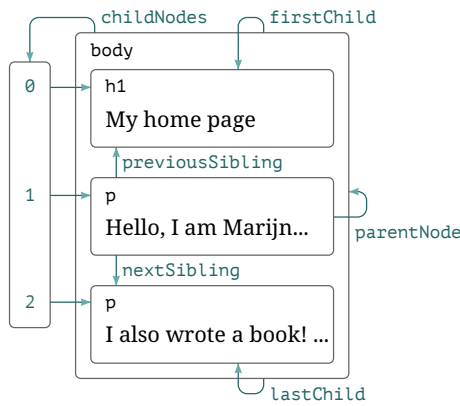 childNodes
firstChild
body
0
h1
My home page
previousSibling
1
p
Hello, I am Marijn...
parentNode
nextSibling
2
p
I also wrote a book! ...
lastChild